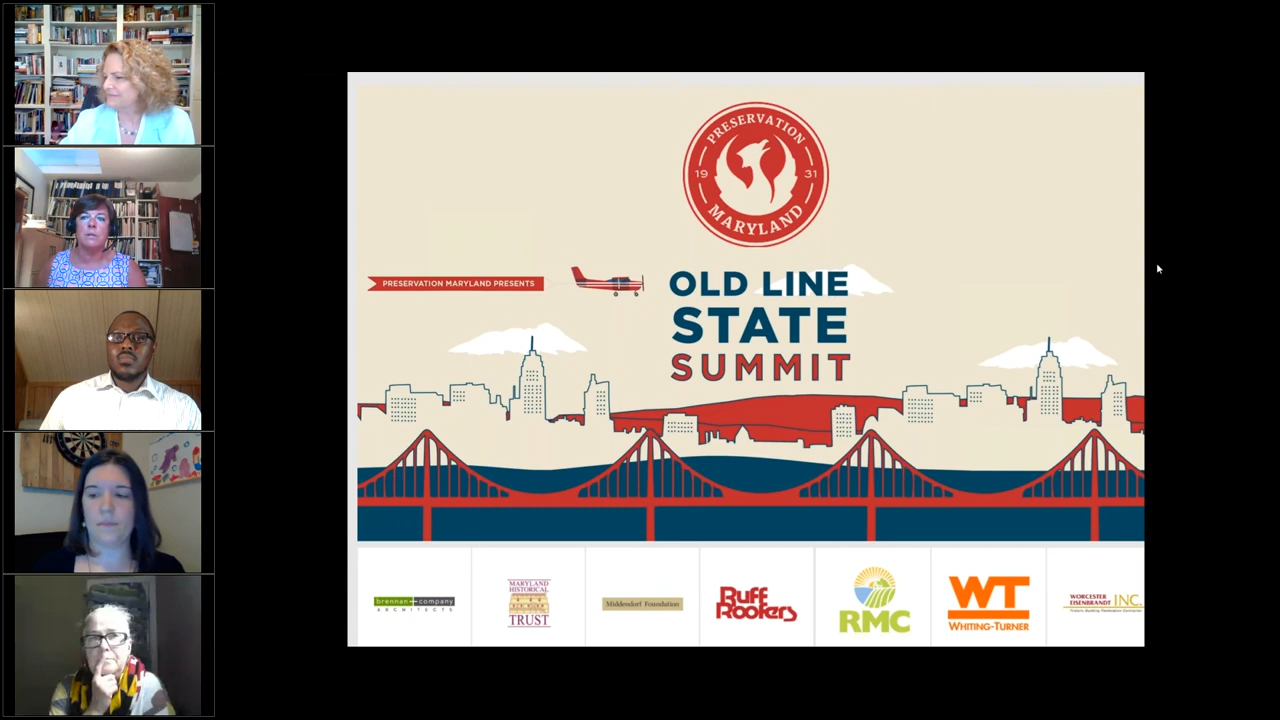 PRESERVATION
19 31
MARYLAND
PRESERVATION MARYLAND PRESENTS
OLD LINE
STATE
SUMMIT
brennan+company
ARCHITECTS
MARYLAND
HISTORICAL
TRUST
Middendorf Foundation
Ruff
Roofers
RMC
WT
WHITING-TURNER
WORCESTER
EISENBRANDT INC.